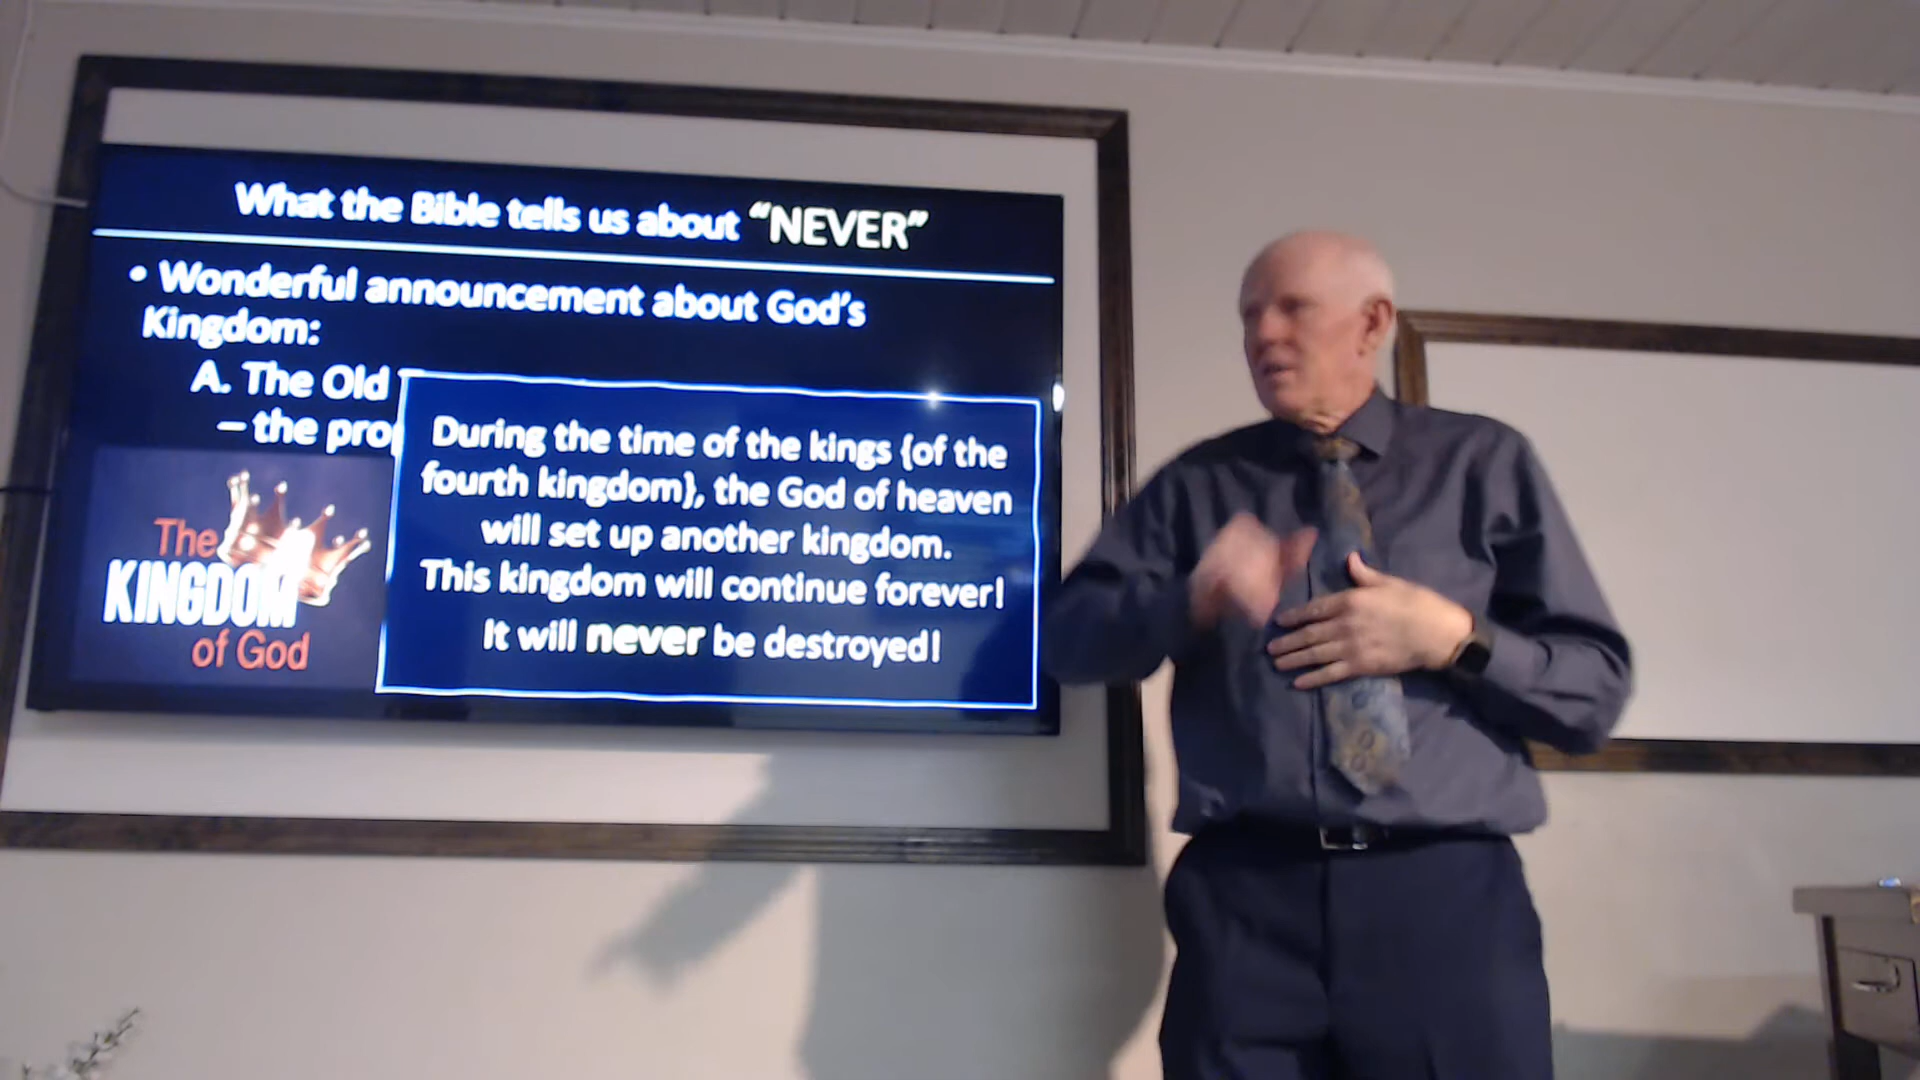 What the Bible tells us about “NEVER”
• Wonderful announcement about God’s
Kingdom:
A. The Old
– the
During the time of the kings {of the
fourth kingdom}, the God of heaven
will set up another kingdom.
This kingdom will continue forever!
It will never be destroyed!
The
KINGDOM
of God